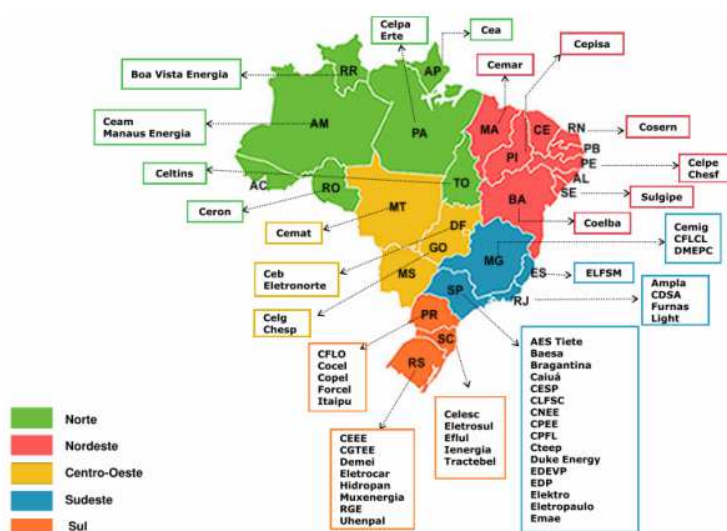 Celpa
Erte
Cea
Cepisa
Cemar
Boa Vista Energia
RR
AP
Ceam
Manaus Energia
AM
PA
MA
CE
RN
Cosern
PI
PB
PE
Celpe
Chesf
AL
SE
Sulgipe
Celtins
AC
RO
TO
BA
Ceron
MT
Coelba
Cemat
DF
GO
Cemig
CFLCL
DMEPC
MG
Ceb
Eletronorte
MS
ES
ELFSM
SP
RJ
Ampla
CDSA
Furnas
Light
Celg
Chesp
PR
SC
RS
CFLO
Cocel
Copel
Forcel
Itaipu
AES Tiete
Baesa
Bragantina
Caiuá
CESP
CLFSC
CNEE
CPEE
CPFL
Cteep
Duke Energy
EDEVP
EDP
Elektro
Eletropaulo
Emae
Celesc
Eletrosul
Eflul
Ienergia
Tractebel
CEEE
CGTEE
Demei
Eletrocar
Hidropan
Muxenergia
RGE
Uhenpal
Norte
Nordeste
Centro-Oeste
Sudeste
Sul